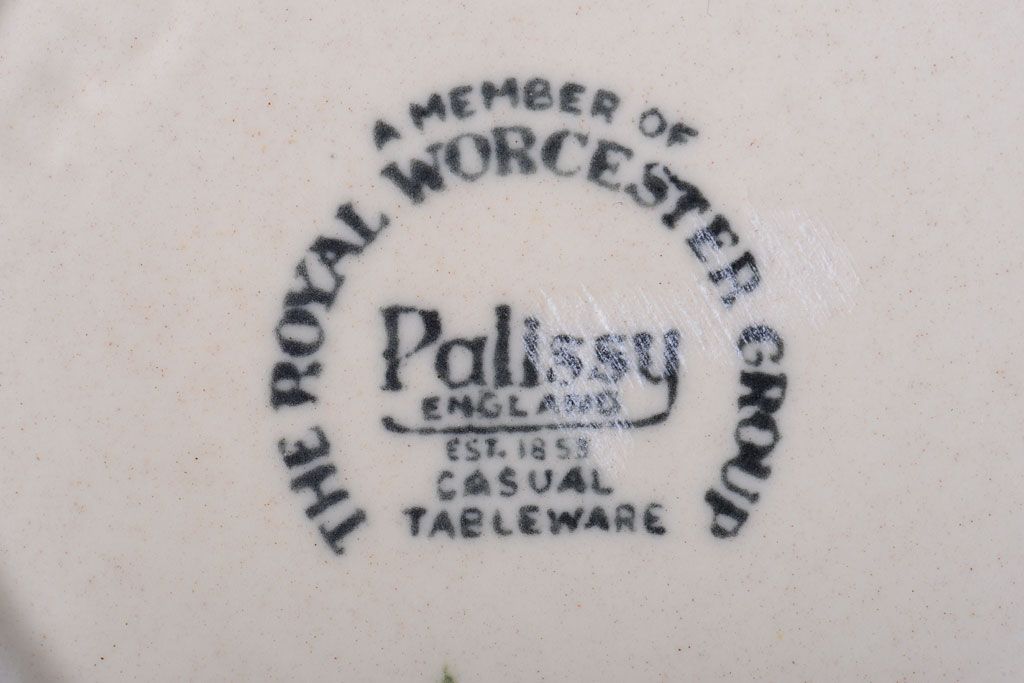 A MEMBER OF
THE ROYAL WORCESTER GROUP
Palissy
ENGLAND
EST. 1853
CASUAL
TABLEWARE